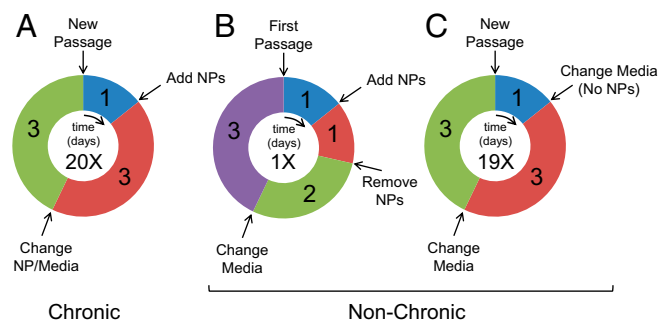 A
New
Passage
Add NPs
1
3
3
time
(days)
20X
Change
NP/Media
Chronic
B
First
Passage
Add NPs
1
1
3
2
time
(days)
1X
Remove
NPs
Change
Media
C
New
Passage
Change Media
(No NPs)
1
3
3
time
(days)
19X
Change
Media
Non-Chronic